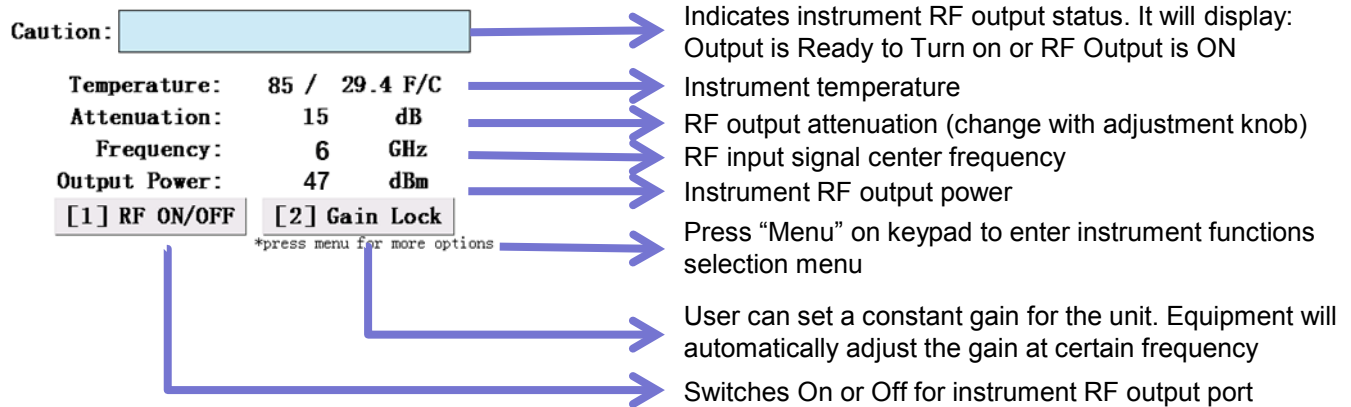 Caution:
Indicates instrument RF output status. It will display:
Output is Ready to Turn on or RF Output is ON
Temperature: 85 / 29.4 F/C
Instrument temperature
Attenuation: 15 dB
RF output attenuation (change with adjustment knob)
Frequency: 6 GHz
RF input signal center frequency
Output Power: 47 dBm
Instrument RF output power
[1] RF ON/OFF [2] Gain Lock
*press menu for more options
Press “Menu” on keypad to enter instrument functions
selection menu
User can set a constant gain for the unit. Equipment will
automatically adjust the gain at certain frequency
Switches On or Off for instrument RF output port